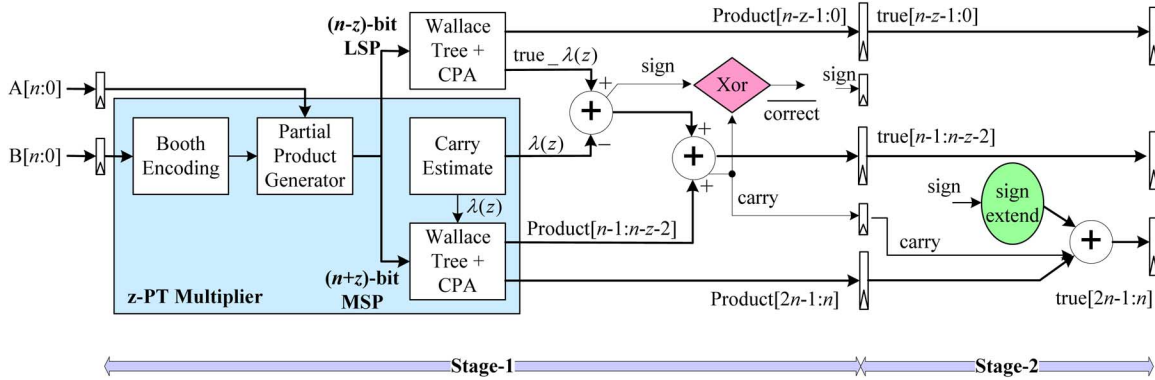 (n-z)-bit
LSP
Wallace
Tree +
CPA
Product[n-z-1:0]
true[n-z-1:0]
true_λ(z)
sign
Xor
correct
sign
A[n:0]
B[n:0]
Booth
Encoding
Partial
Product
Generator
Carry
Estimate
λ(z)
λ(z)
+
−
+
+
+
+
carry
true[n-1:n-z-2]
sign
sign
extend
carry
+
Wallace
Tree +
CPA
Product[n-1:n-z-2]
(n+z)-bit
MSP
z-PT Multiplier
Product[2n-1:n]
true[2n-1:n]
Stage-1
Stage-2